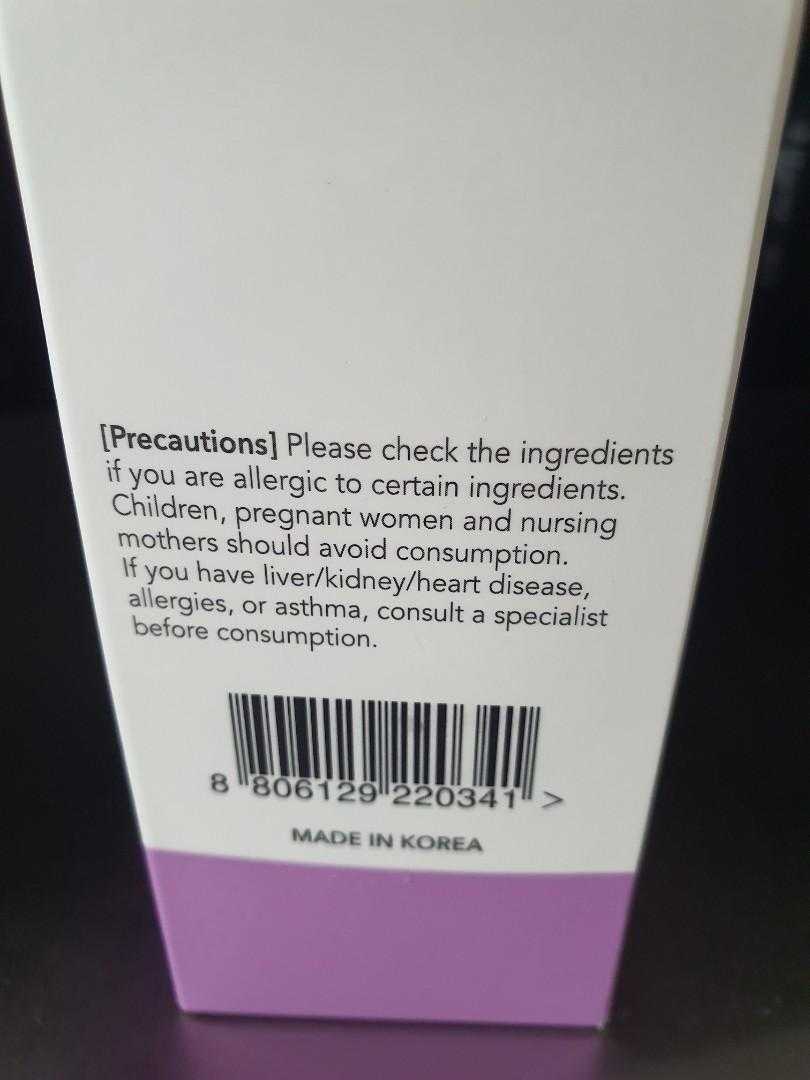 [Precautions] Please check the ingredients
if you are allergic to certain ingredients.
Children, pregnant women and nursing
mothers should avoid consumption.
If you have liver/kidney/heart disease,
allergies, or asthma, consult a specialist
before consumption.
8 806129 220341 >
MADE IN KOREA